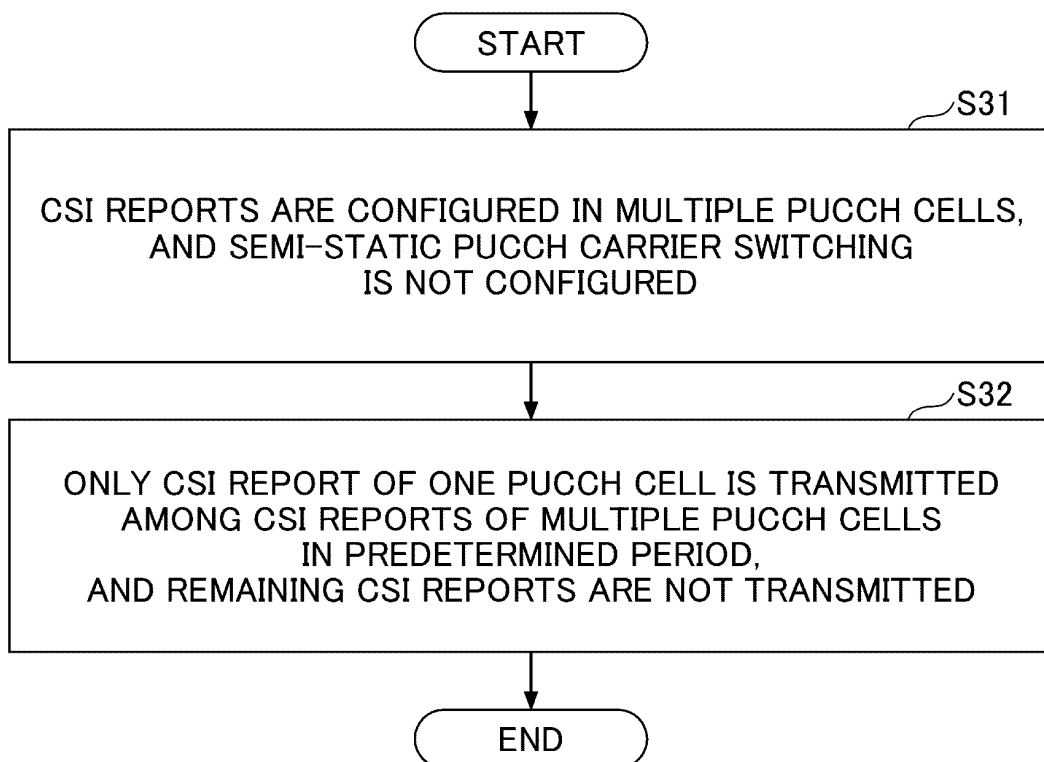 START
S31
CSI REPORTS ARE CONFIGURED IN MULTIPLE PUCCH CELLS,
AND SEMI-STATIC PUCCH CARRIER SWITCHING
IS NOT CONFIGURED
S32
ONLY CSI REPORT OF ONE PUCCH CELL IS TRANSMITTED
AMONG CSI REPORTS OF MULTIPLE PUCCH CELLS
IN PREDETERMINED PERIOD,
AND REMAINING CSI REPORTS ARE NOT TRANSMITTED
END